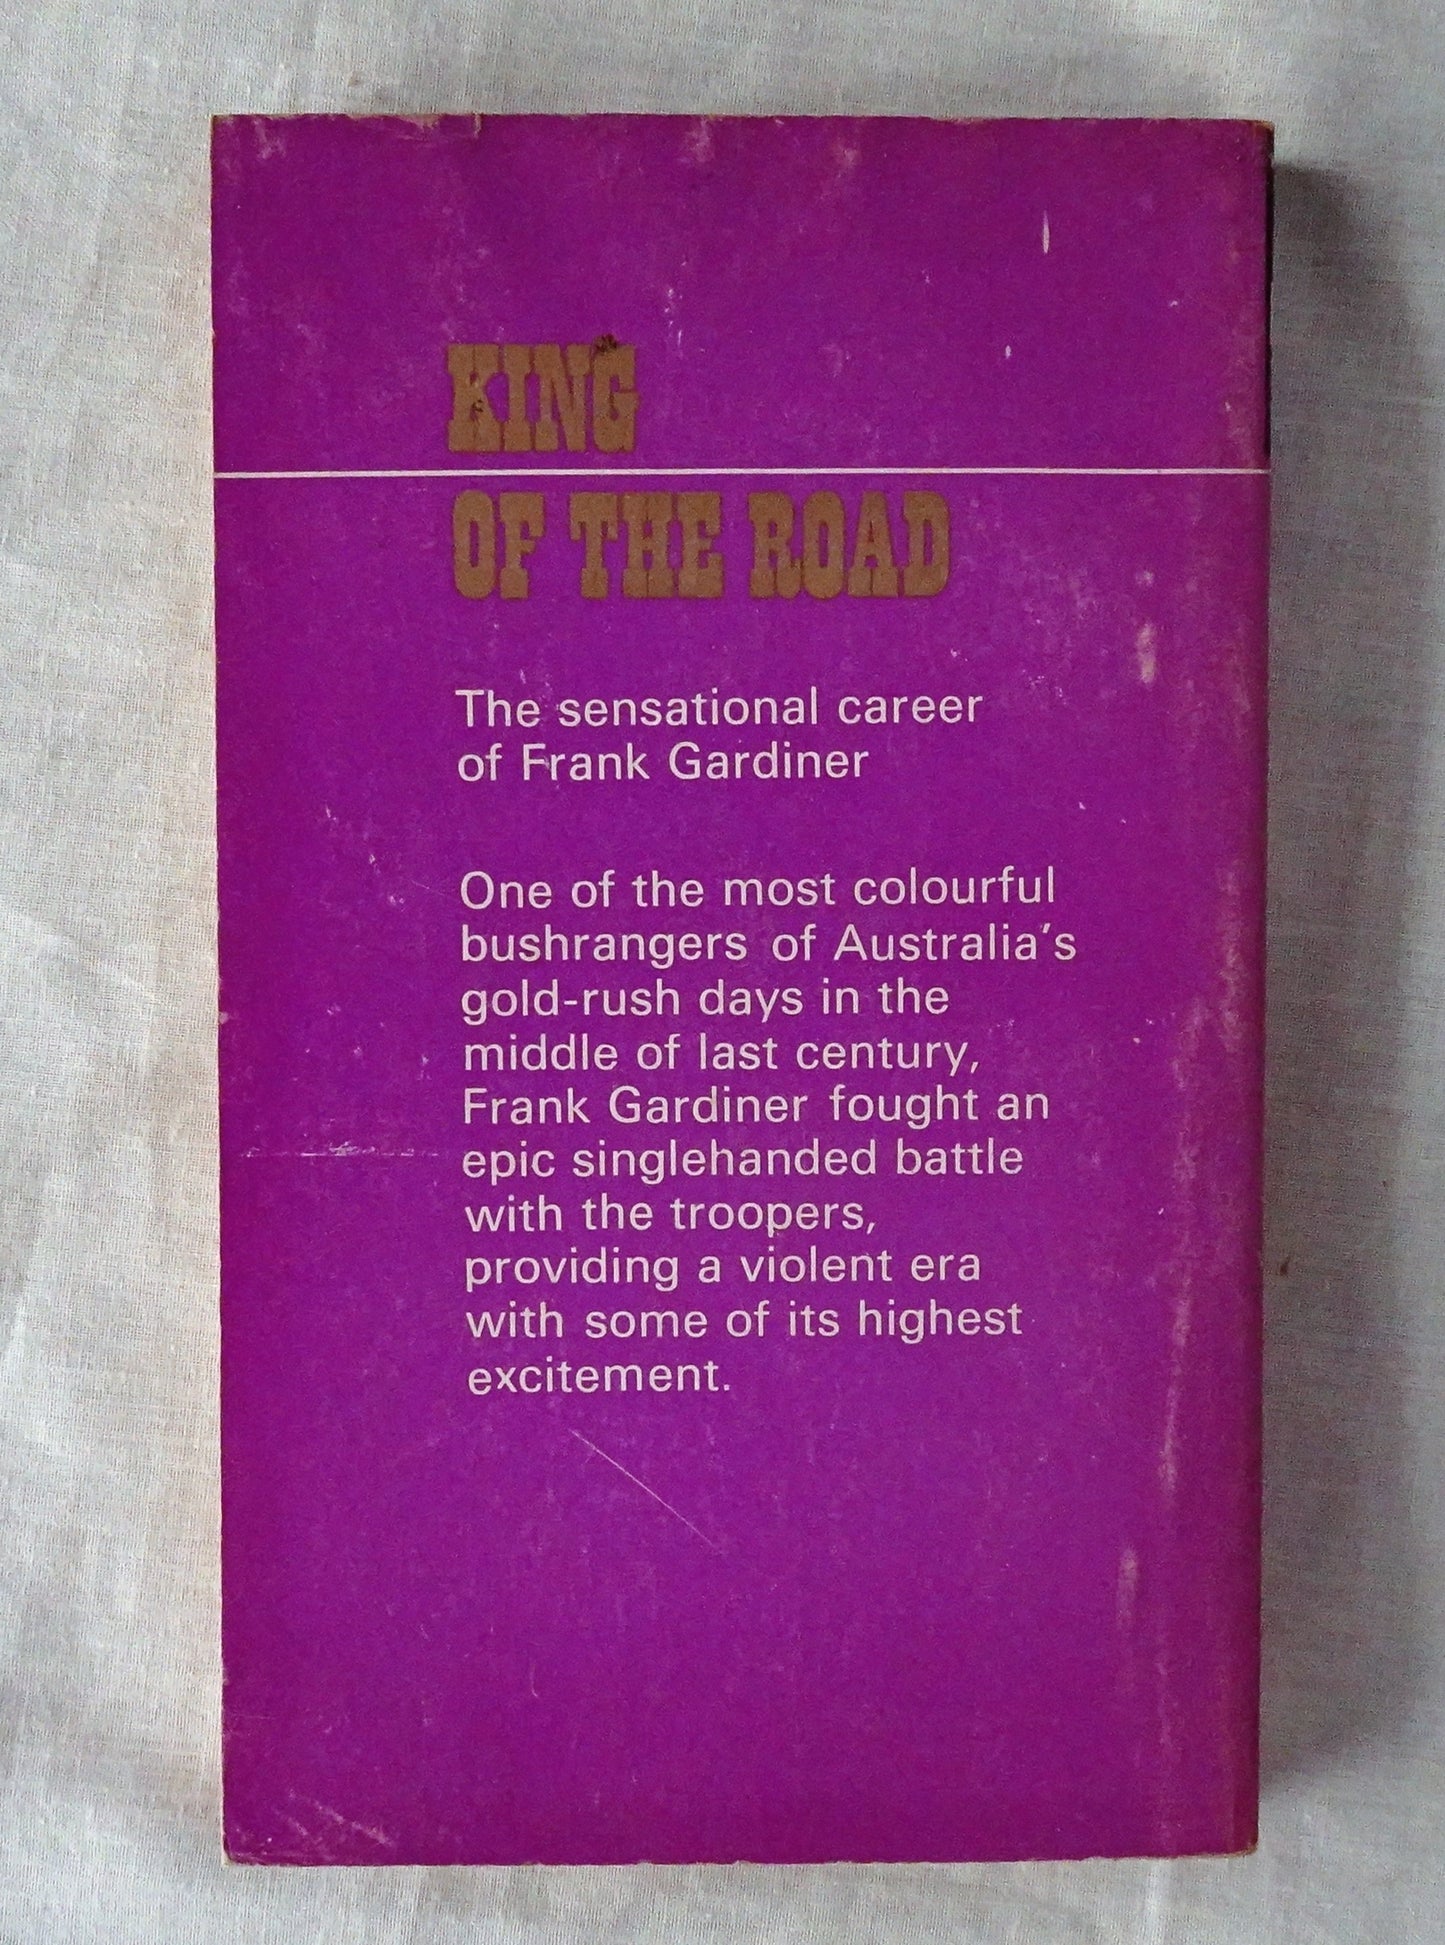 KING
OF THE ROAD
The sensational career
of Frank Gardiner
One of the most colourful
bushrangers of Australia's
gold-rush days in the
middle of last century,
Frank Gardiner fought an
epic singlehanded battle
with the troopers,
providing a violent era
with some of its highest
excitement.